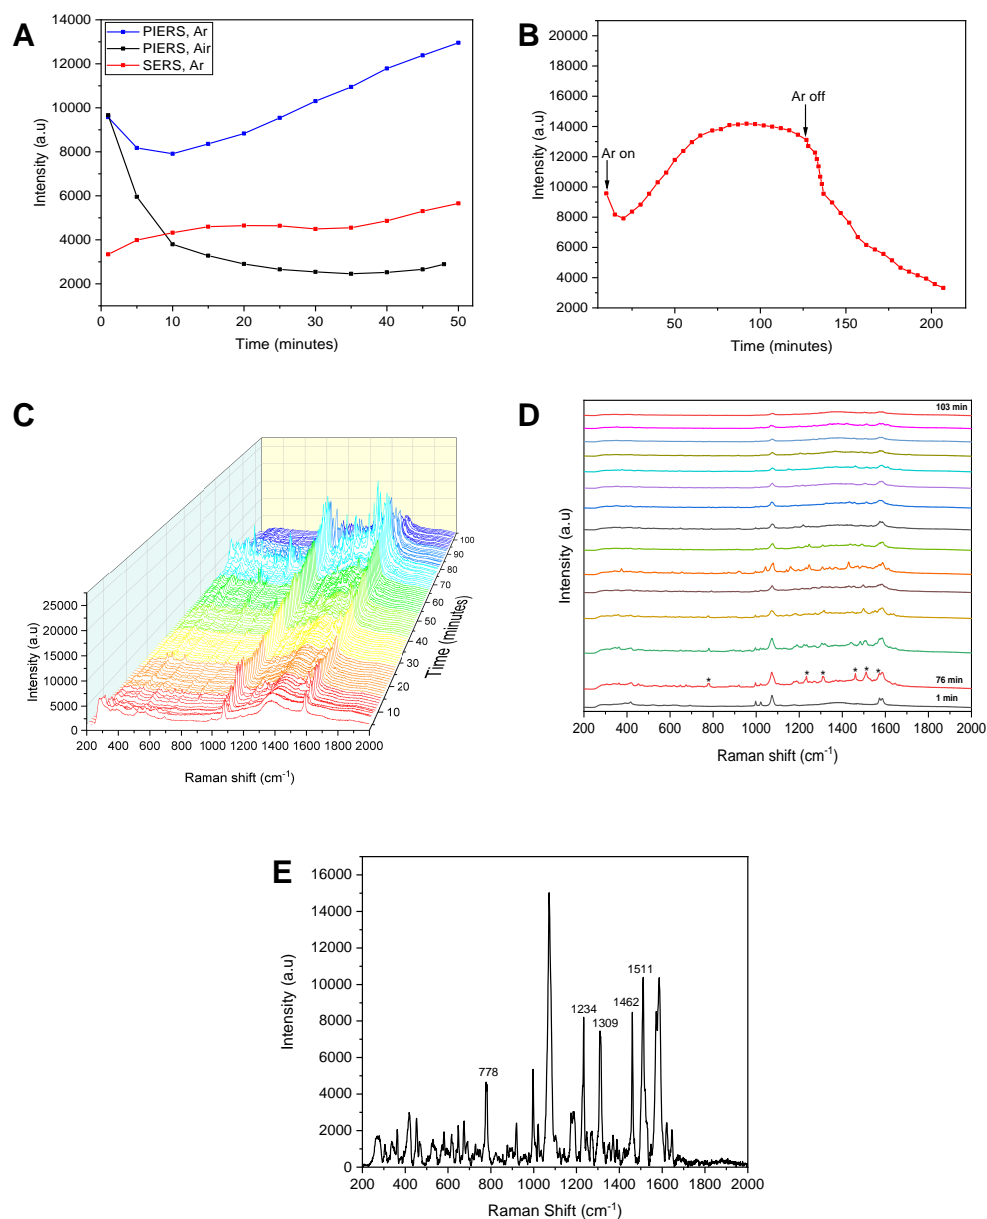 A
PIERS, Ar
PIERS, Air
SERS, Ar
14000
12000
10000
8000
6000
4000
2000
0 10 20 30 40 50
Intensity (a.u)
Time (minutes)
B
Ar on
Ar off
20000
18000
16000
14000
12000
10000
8000
6000
4000
2000
50 100 150 200
Intensity (a.u)
Time (minutes)
C
25000
20000
15000
10000
5000
0
200 400 600 800 1000 1200 1400 1600 1800 2000
10
20
30
40
50
60
70
80
90
100
Intensity (a.u)
Time (minutes)
Raman shift (cm⁻¹)
D
103 min
* * * * * *
76 min
1 min
200 400 600 800 1000 1200 1400 1600 1800 2000
Intensity (a.u)
Raman shift (cm⁻¹)
E
16000
14000
12000
10000
8000
6000
4000
2000
0
778
1234
1309
1462
1511
200 400 600 800 1000 1200 1400 1600 1800 2000
Intensity (a.u)
Raman Shift (cm⁻¹)